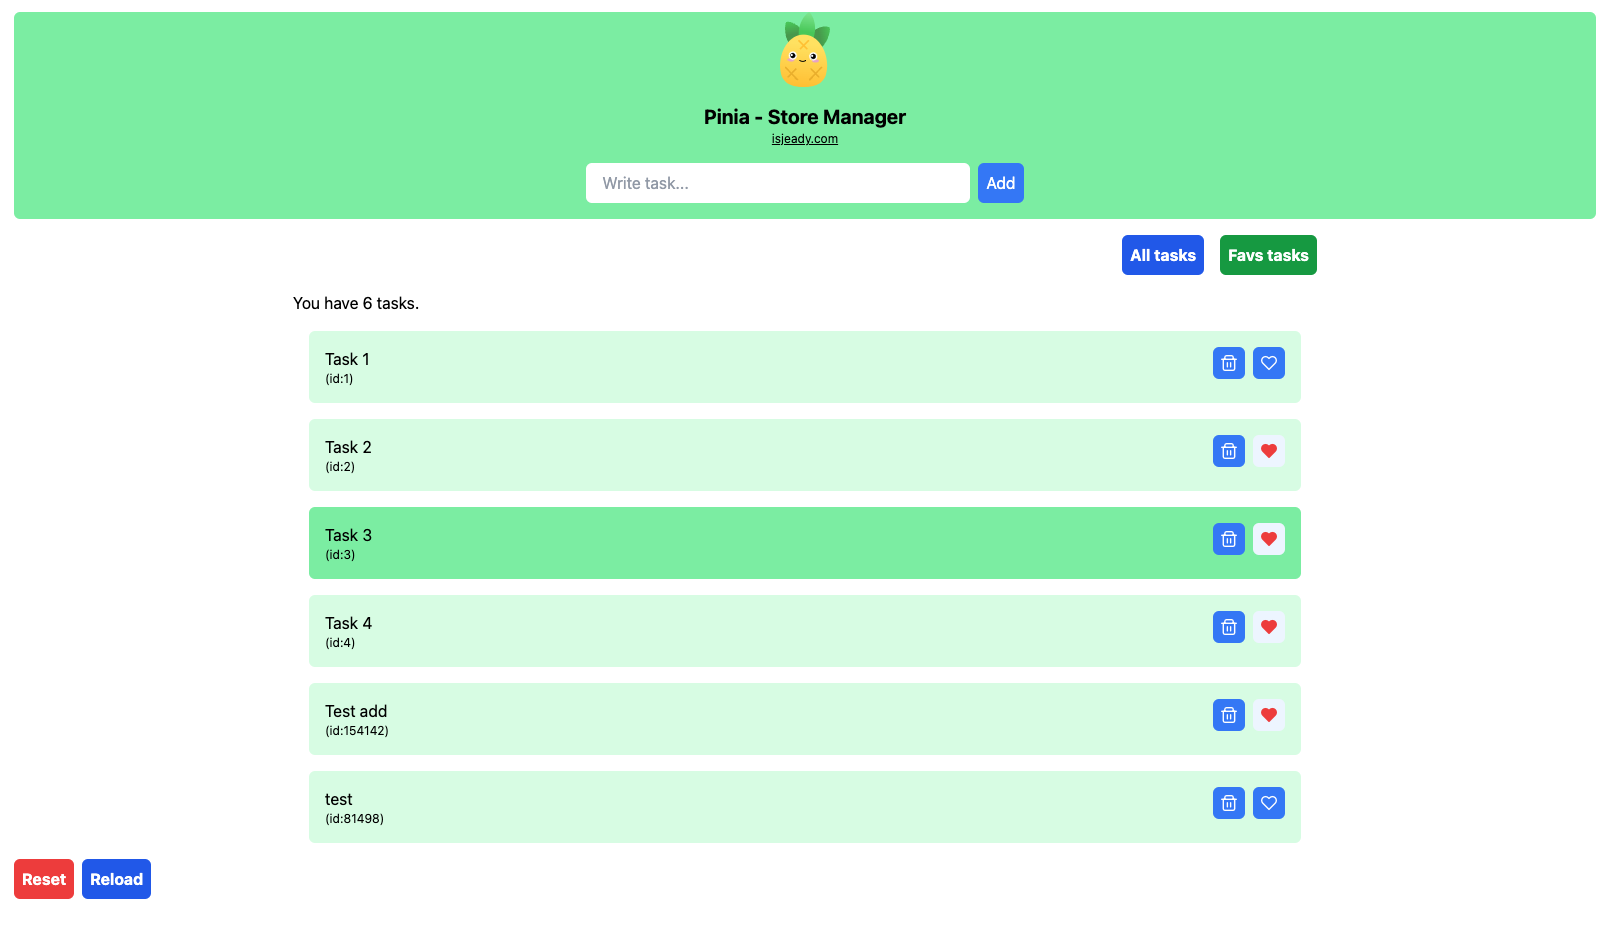 Pinia - Store Manager
isjeady.com
Write task...
Add
All tasks
Favs tasks
You have 6 tasks.
Task 1
(id:1)
Task 2
(id:2)
Task 3
(id:3)
Task 4
(id:4)
Test add
(id:154142)
test
(id:81498)
Reset
Reload